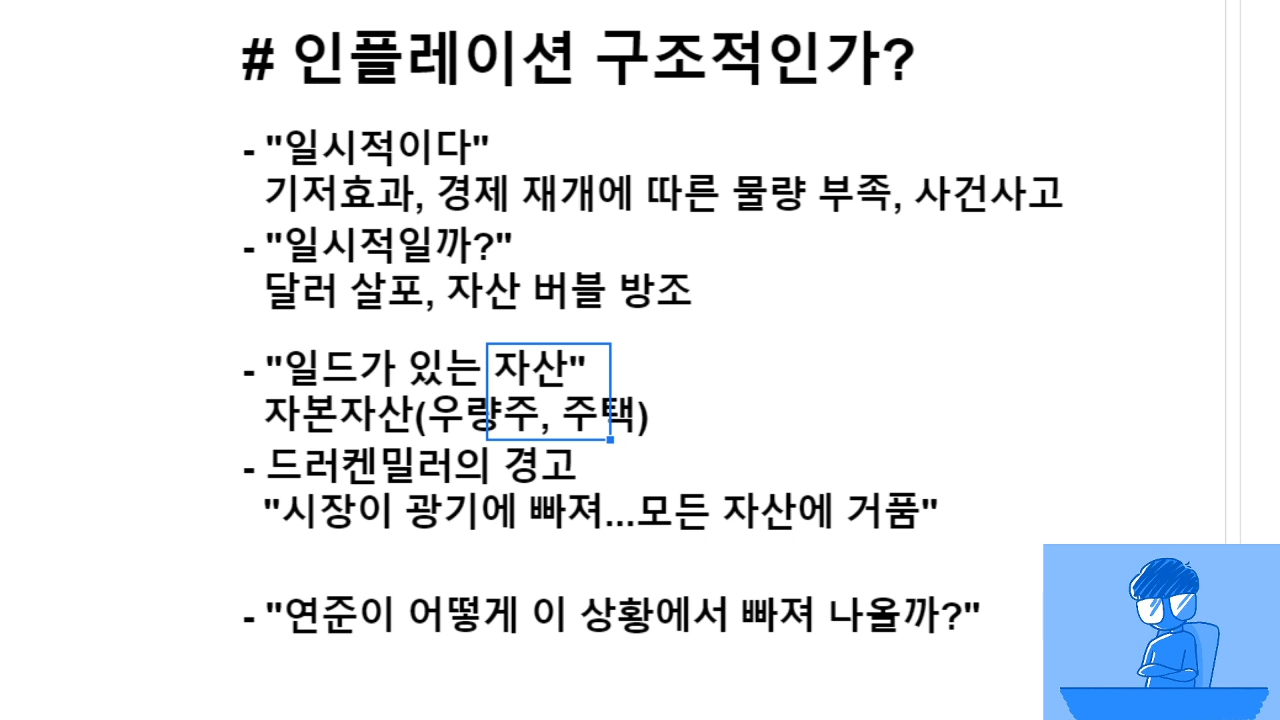 # 인플레이션 구조적인가?
- "일시적이다"
기저효과, 경제 재개에 따른 물량 부족, 사건사고
- "일시적일까?"
달러 살포, 자산 버블 방조
- "일드가 있는 자산"
자본자산(우량주, 주택)
- 드러켄밀러의 경고
"시장이 광기에 빠져...모든 자산에 거품"
- "연준이 어떻게 이 상황에서 빠져 나올까?"